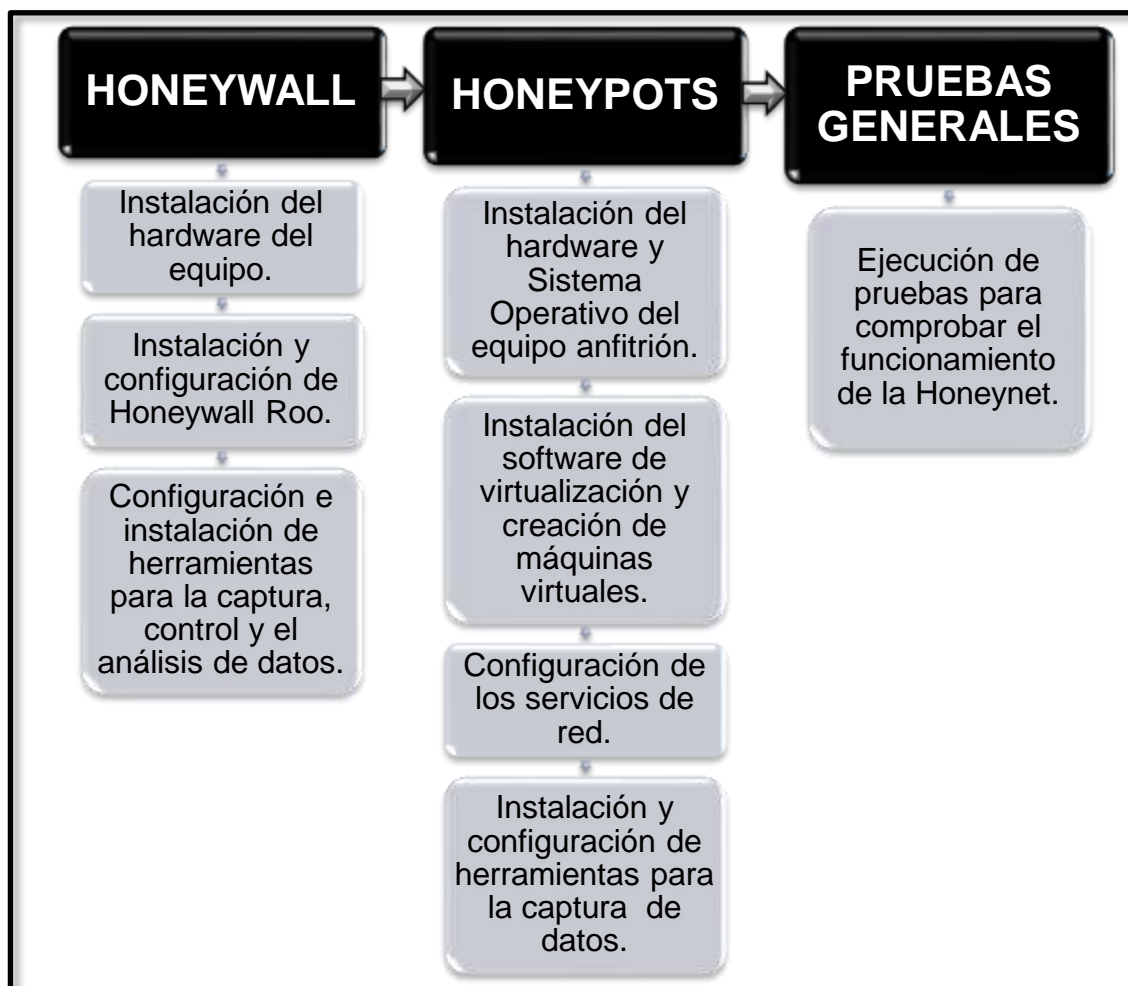 HONEYWALL
Instalación del
hardware del
equipo.
Instalación y
configuración de
Honeywall Roo.
Configuración e
instalación de
herramientas
para la captura,
control y el
análisis de datos.
HONEYPOTS
Instalación del
hardware y
Sistema
Operativo del
equipo anfitrión.
Instalación del
software de
virtualización y
creación de
máquinas
virtuales.
Configuración de
los servicios de
red.
Instalación y
configuración de
herramientas para
la captura de
datos.
PRUEBAS
GENERALES
Ejecución de
pruebas para
comprobar el
funcionamiento
de la Honeynet.